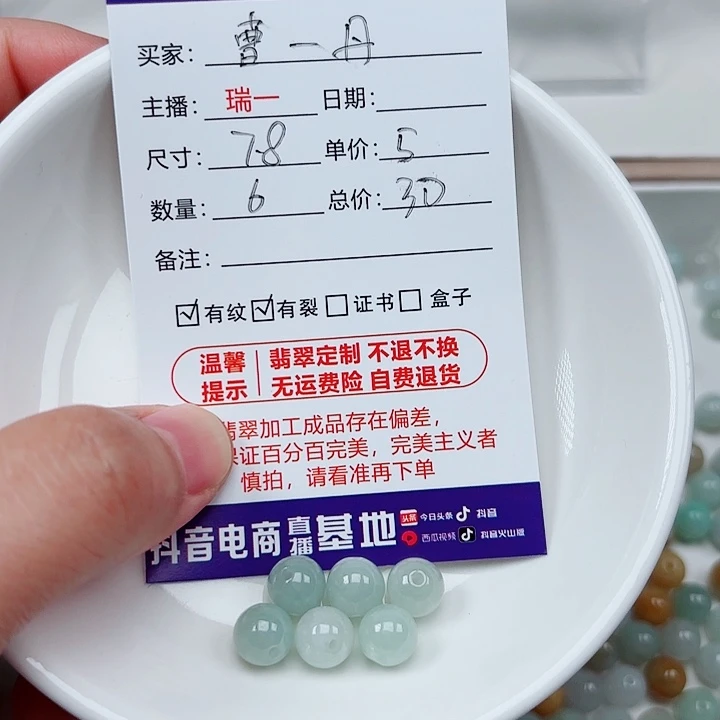 买家：曹一丹
主播：瑞一 日期：
尺寸：78 单价：5
数量：6 总价：30
备注：
☑有纹☑有裂☐证书☐盒子
温馨 翡翠定制 不退不换
提示 无运费险 自费退货
翡翠加工成品存在偏差，
保证百分百完美，完美主义者
慎拍，请看准再下单
抖音电商直播基地 头条 今日头条 抖音
西瓜视频 抖音火山版